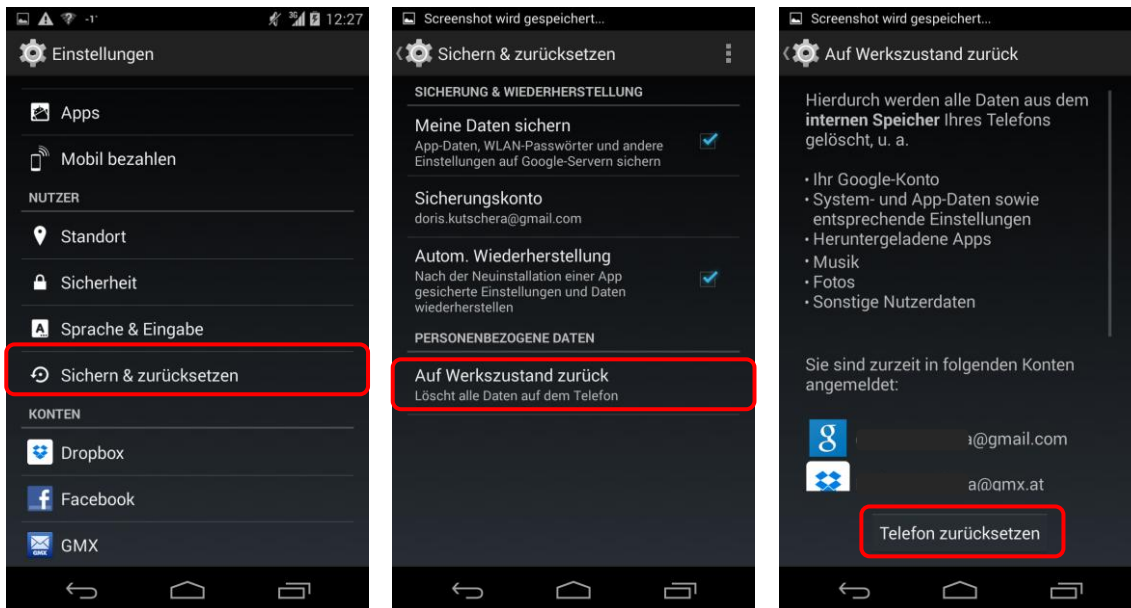 -1°
3G
12:27
Einstellungen
Apps
Mobil bezahlen
NUTZER
Standort
Sicherheit
Sprache & Eingabe
Sichern & zurücksetzen
KONTEN
Dropbox
Facebook
GMX
Screenshot wird gespeichert...
Sichern & zurücksetzen
SICHERUNG & WIEDERHERSTELLUNG
Meine Daten sichern
App-Daten, WLAN-Passwörter und andere
Einstellungen auf Google-Servern sichern
Sicherungskonto
doris.kutschera@gmail.com
Autom. Wiederherstellung
Nach der Neuinstallation einer App
gesicherte Einstellungen und Daten
wiederherstellen
PERSONENBEZOGENE DATEN
Auf Werkszustand zurück
Löscht alle Daten auf dem Telefon
Screenshot wird gespeichert...
Auf Werkszustand zurück
Hierdurch werden alle Daten aus dem
internen Speicher Ihres Telefons
gelöscht, u. a.
• Ihr Google-Konto
• System- und App-Daten sowie
entsprechende Einstellungen
• Heruntergeladene Apps
• Musik
• Fotos
• Sonstige Nutzerdaten
Sie sind zurzeit in folgenden Konten
angemeldet:
@gmail.com
a@gmx.at
Telefon zurücksetzen